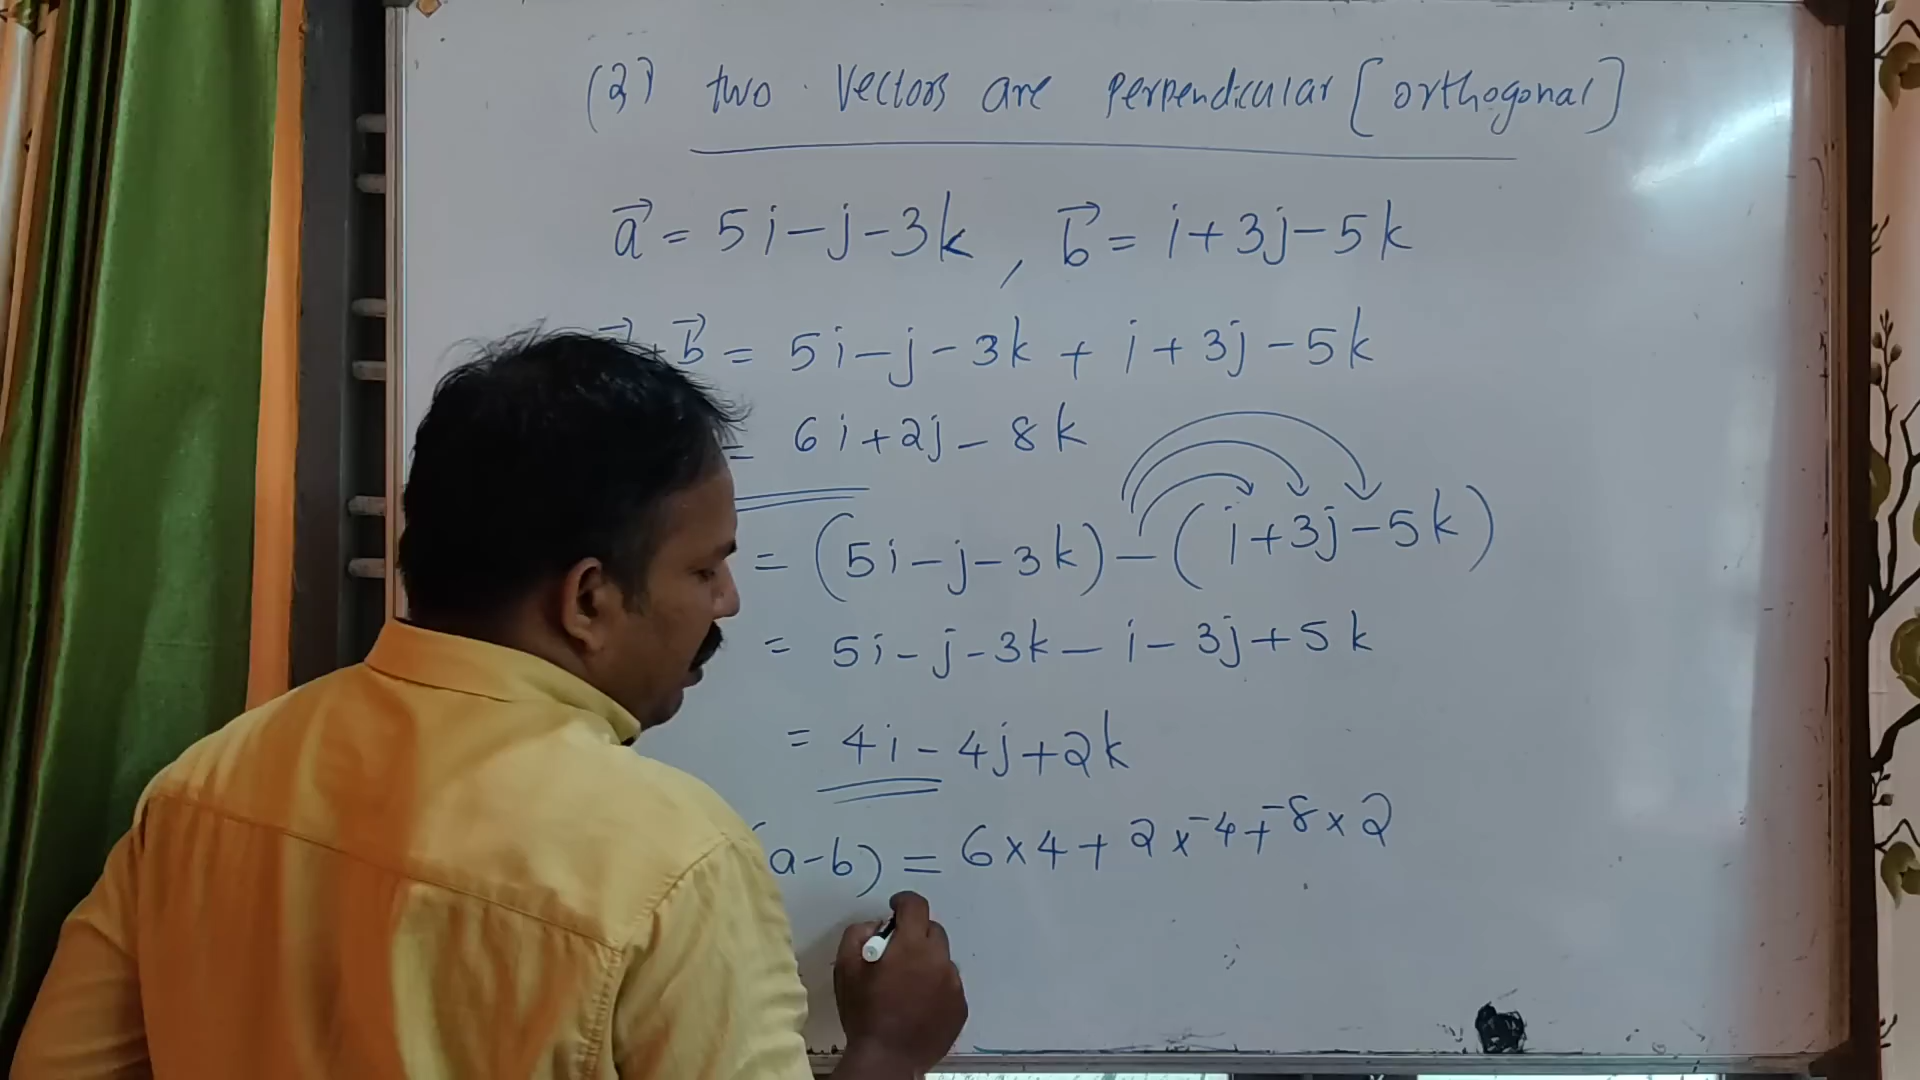 (3) two vectors are perpendicular [orthogonal]
a⃗ = 5i-j-3k , b⃗ = i+3j-5k
+ b⃗ = 5i-j-3k + i+3j-5k
= 6i+2j-8k
= (5i-j-3k) - (i+3j-5k)
= 5i-j-3k-i-3j+5k
= 4i-4j+2k
(a-b) = 6×4+2×-4+-8×2